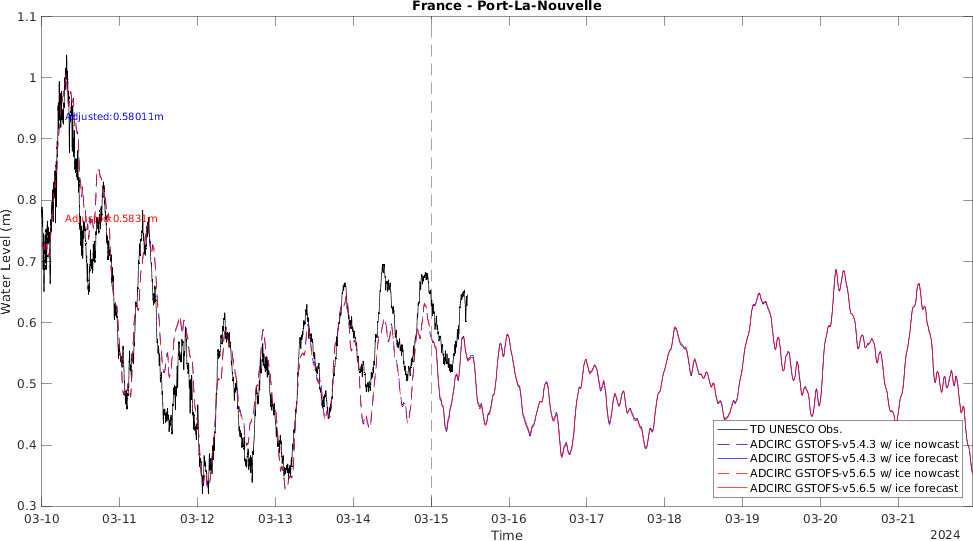 France - Port-La-Nouvelle
1.1
1
0.9
0.8
0.7
0.6
0.5
0.4
0.3
Water Level (m)
Adjusted:0.58011m
Adjusted:0.5831m
TD UNESCO Obs.
ADCIRC GSTOFS-v5.4.3 w/ ice nowcast
ADCIRC GSTOFS-v5.4.3 w/ ice forecast
ADCIRC GSTOFS-v5.6.5 w/ ice nowcast
ADCIRC GSTOFS-v5.6.5 w/ ice forecast
03-10 03-11 03-12 03-13 03-14 03-15 03-16 03-17 03-18 03-19 03-20 03-21
Time
2024